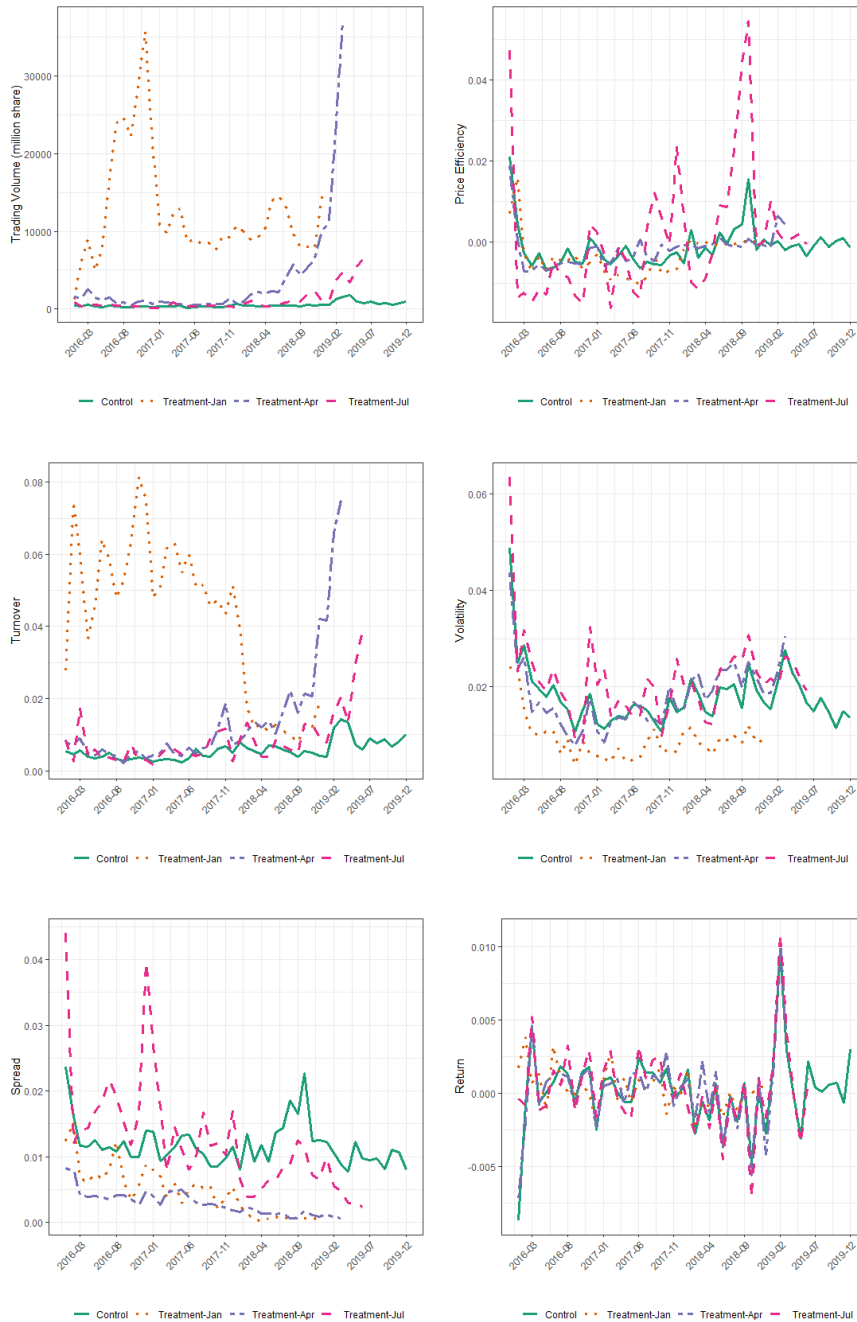 Trading Volume (million share)
30000
20000
10000
0
2016-03 2016-08 2017-01 2017-06 2017-11 2018-04 2018-09 2019-02 2019-07 2019-12
Control Treatment-Jan Treatment-Apr Treatment-Jul
Price Efficiency
0.04
0.02
0.00
2016-03 2016-08 2017-01 2017-06 2017-11 2018-04 2018-09 2019-02 2019-07 2019-12
Control Treatment-Jan Treatment-Apr Treatment-Jul
Turnover
0.08
0.06
0.04
0.02
0.00
2016-03 2016-08 2017-01 2017-06 2017-11 2018-04 2018-09 2019-02 2019-07 2019-12
Control Treatment-Jan Treatment-Apr Treatment-Jul
Volatility
0.06
0.04
0.02
2016-03 2016-08 2017-01 2017-06 2017-11 2018-04 2018-09 2019-02 2019-07 2019-12
Control Treatment-Jan Treatment-Apr Treatment-Jul
Spread
0.04
0.03
0.02
0.01
0.00
2016-03 2016-08 2017-01 2017-06 2017-11 2018-04 2018-09 2019-02 2019-07 2019-12
Control Treatment-Jan Treatment-Apr Treatment-Jul
Return
0.010
0.005
0.000
-0.005
2016-03 2016-08 2017-01 2017-06 2017-11 2018-04 2018-09 2019-02 2019-07 2019-12
Control Treatment-Jan Treatment-Apr Treatment-Jul